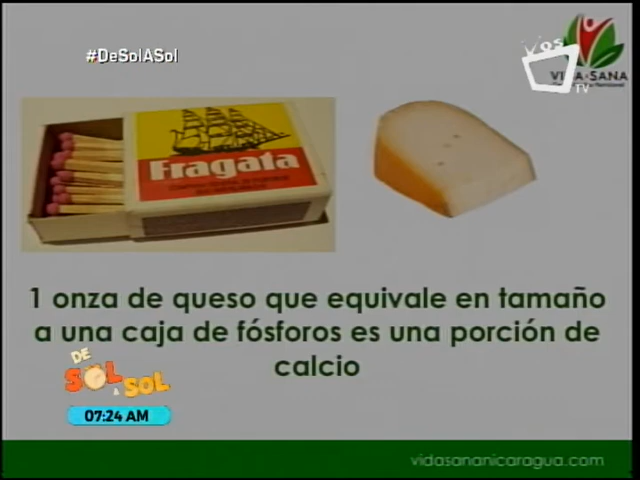 #DeSolASol
VOS
TV
VIDA SANA
Fragata
1 onza de queso que equivale en tamaño
a una caja de fósforos es una porción de
calcio
DE
SOL
A SOL
07:24 AM
vidasananicaragua.com